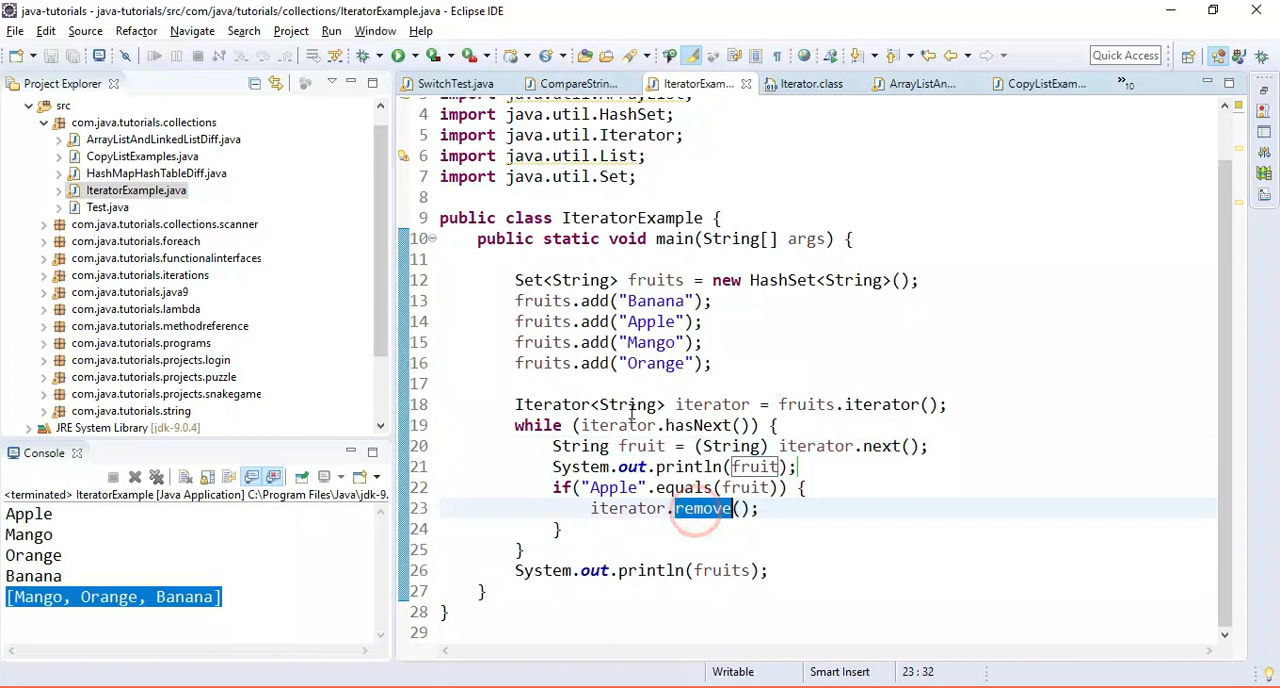 java-tutorials - java-tutorials/src/com/java/tutorials/collections/IteratorExample.java - Eclipse IDE
File Edit Source Refactor Navigate Search Project Run Window Help
Quick Access
Project Explorer
src
com.java.tutorials.collections
ArrayListAndLinkedListDiff.java
CopyListExamples.java
HashMapHashTableDiff.java
IteratorExample.java
Test.java
com.java.tutorials.collections.scanner
com.java.tutorials.foreach
com.java.tutorials.functionalinterfaces
com.java.tutorials.iterations
com.java.tutorials.java9
com.java.tutorials.lambda
com.java.tutorials.methodreference
com.java.tutorials.programs
com.java.tutorials.projects.login
com.java.tutorials.projects.puzzle
com.java.tutorials.projects.snakegame
com.java.tutorials.string
JRE System Library [jdk-9.0.4]
Console
<terminated> IteratorExample [Java Application] C:\Program Files\Java\jdk-9.
Apple
Mango
Orange
Banana
[Mango, Orange, Banana]
SwitchTest.java CompareStrin... IteratorExam... Iterator.class ArrayListAn... CopyListExam... »10
3 import java.util.ArrayList;
4 import java.util.HashSet;
5 import java.util.Iterator;
6 import java.util.List;
7 import java.util.Set;
8
9 public class IteratorExample {
10 public static void main(String[] args) {
11
12 Set<String> fruits = new HashSet<String>();
13 fruits.add("Banana");
14 fruits.add("Apple");
15 fruits.add("Mango");
16 fruits.add("Orange");
17
18 Iterator<String> iterator = fruits.iterator();
19 while (iterator.hasNext()) {
20 String fruit = (String) iterator.next();
21 System.out.println(fruit);
22 if("Apple".equals(fruit)) {
23 iterator.remove();
24 }
25 }
26 System.out.println(fruits);
27 }
28 }
29
Writable Smart Insert 23 : 32